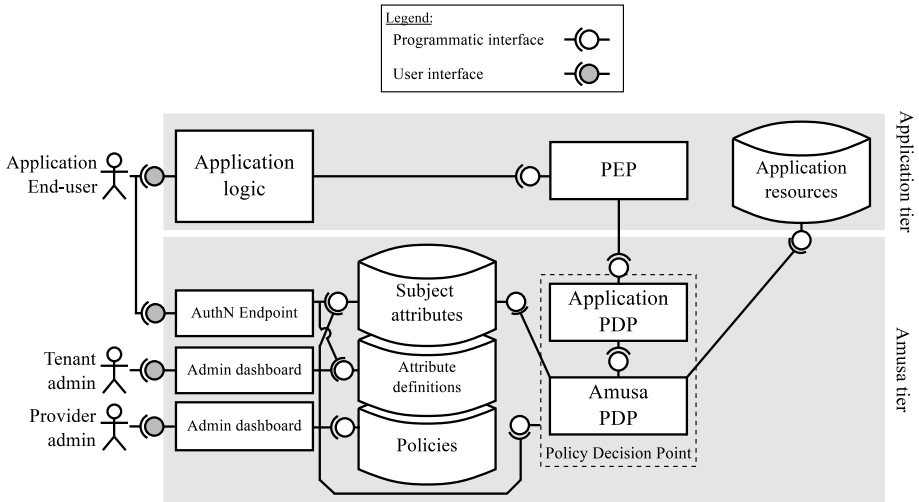 Legend:
Programmatic interface
User interface
Application
End-user
Application
logic
PEP
Application
resources
Application tier
AuthN Endpoint
Subject
attributes
Application
PDP
Tenant
admin
Admin dashboard
Attribute
definitions
Amusa
PDP
Amusa tier
Provider
admin
Admin dashboard
Policies
Policy Decision Point